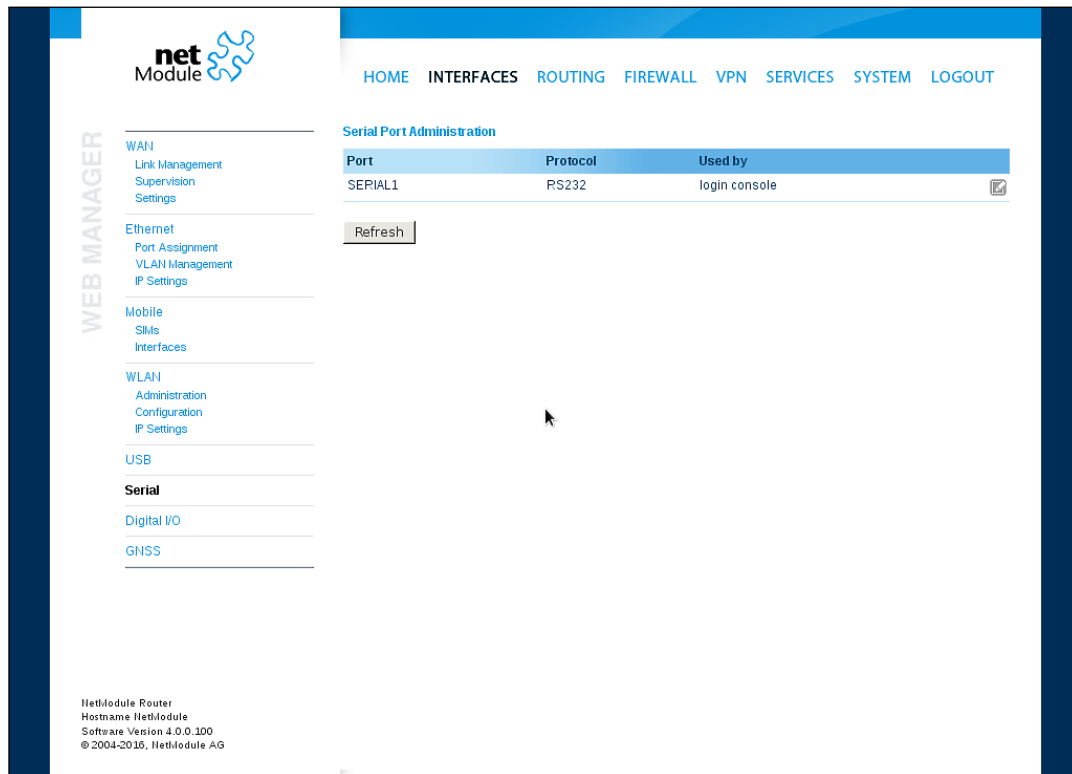 net
Module
HOME INTERFACES ROUTING FIREWALL VPN SERVICES SYSTEM LOGOUT
WEB MANAGER
WAN
Link Management
Supervision
Settings
Ethernet
Port Assignment
VLAN Management
IP Settings
Mobile
SIMs
Interfaces
WLAN
Administration
Configuration
IP Settings
USB
Serial
Digital I/O
GNSS
Serial Port Administration
Port Protocol Used by
SERIAL1 RS232 login console
Refresh
NetModule Router
Hostname NetModule
Software Version 4.0.0.100
© 2004-2016, NetModule AG